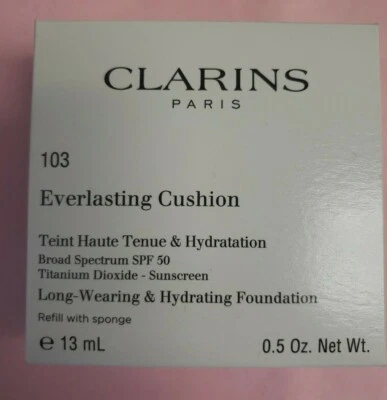 CLARINS
PARIS
103
Everlasting Cushion
Teint Haute Tenue & Hydratation
Broad Spectrum SPF 50
Titanium Dioxide - Sunscreen
Long-Wearing & Hydrating Foundation
Refill with sponge
℮ 13 mL 0.5 Oz. Net Wt.